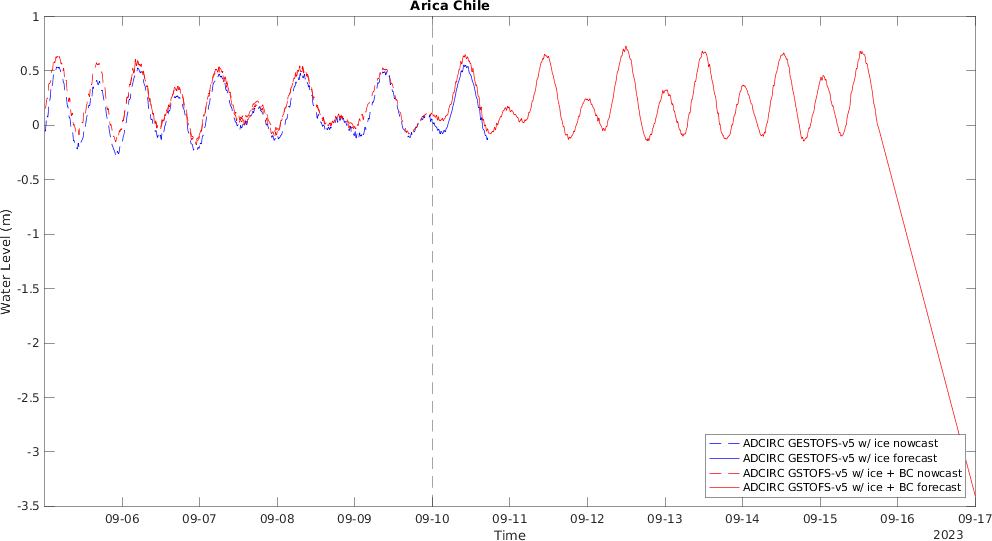 Arica Chile
1
0.5
0
-0.5
-1
-1.5
-2
-2.5
-3
-3.5
Water Level (m)
ADCIRC GESTOFS-v5 w/ ice nowcast
ADCIRC GESTOFS-v5 w/ ice forecast
ADCIRC GSTOFS-v5 w/ ice + BC nowcast
ADCIRC GSTOFS-v5 w/ ice + BC forecast
09-06 09-07 09-08 09-09 09-10 09-11 09-12 09-13 09-14 09-15 09-16 09-17
Time
2023